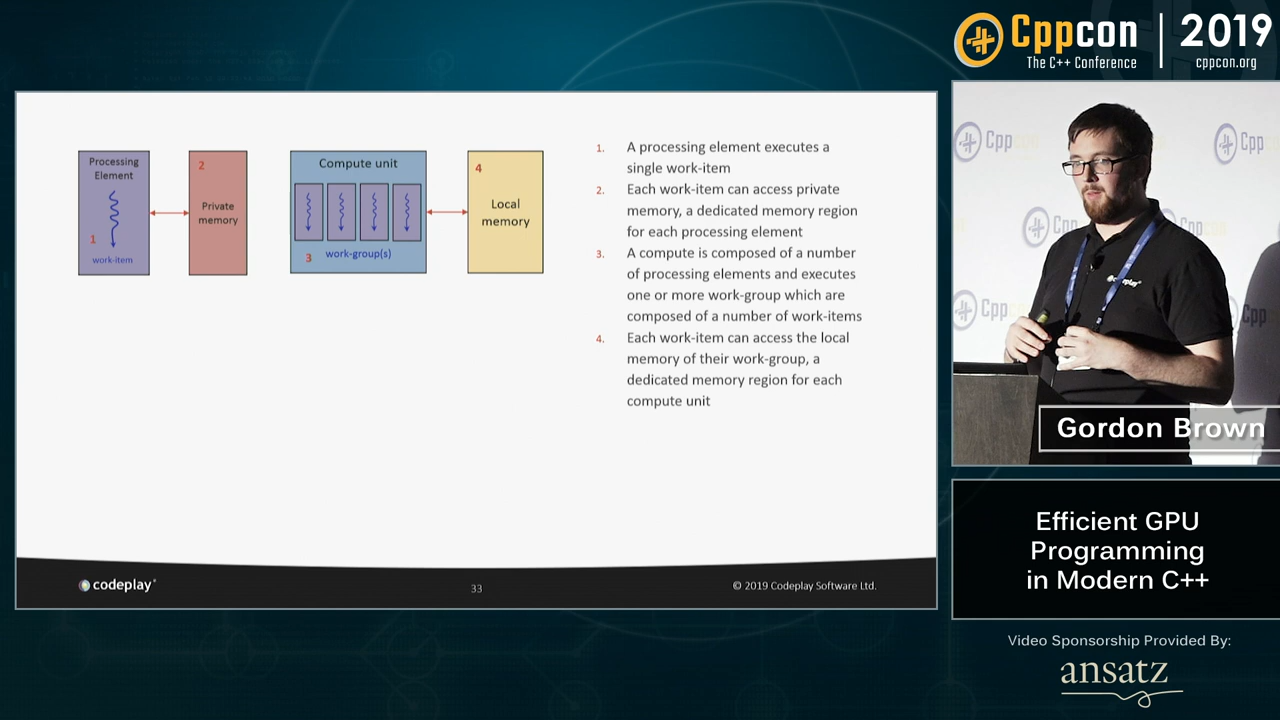 Cppcon | 2019
The C++ Conference cppcon.org
Processing
Element
1
work-item
2
Private
memory
Compute unit
3 work-group(s)
4
Local
memory
1. A processing element executes a
single work-item
2. Each work-item can access private
memory, a dedicated memory region
for each processing element
3. A compute is composed of a number
of processing elements and executes
one or more work-group which are
composed of a number of work-items
4. Each work-item can access the local
memory of their work-group, a
dedicated memory region for each
compute unit
codeplay
33
© 2019 Codeplay Software Ltd.
Cppcon
Cpp
Cppcon
codeplay
Gordon Brown
Efficient GPU
Programming
in Modern C++
Video Sponsorship Provided By:
ansatz